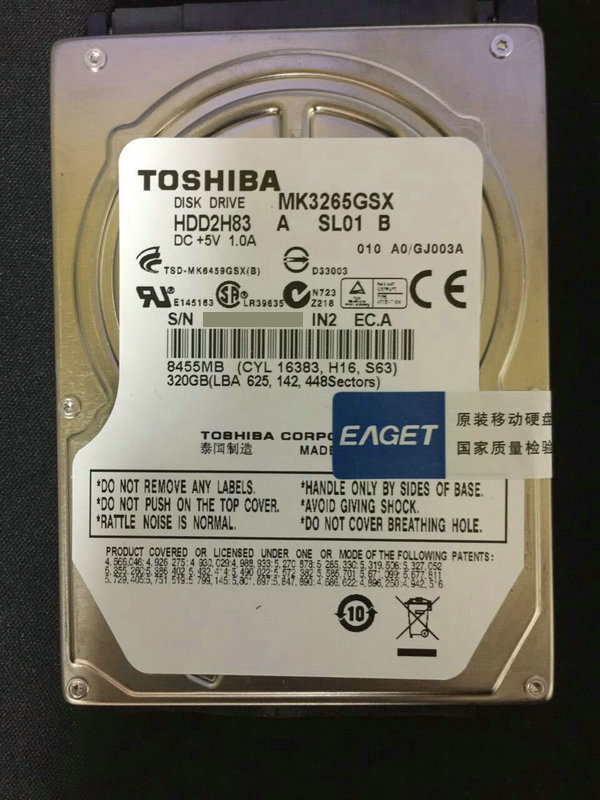 TOSHIBA
DISK DRIVE MK3265GSX
HDD2H83 A SL01 B
DC +5V 1.0A
010 A0/GJ003A
TSD-MK6459GSX(B) D33003
E145163 LR39635 N723
Z218
S/N IN2 EC.A
8455MB (CYL 16383, H16, S63)
320GB(LBA 625, 142, 448Sectors)
TOSHIBA CORPO
泰国制造 MADE
EAGET
原装移动硬盘
国家质量检验
*DO NOT REMOVE ANY LABELS. *HANDLE ONLY BY SIDES OF BASE.
*DO NOT PUSH ON THE TOP COVER. *AVOID GIVING SHOCK.
*RATTLE NOISE IS NORMAL. *DO NOT COVER BREATHING HOLE.
PRODUCT COVERED OR LICENSED UNDER ONE OR MODE OF THE FOLLOWING PATENTS:
10